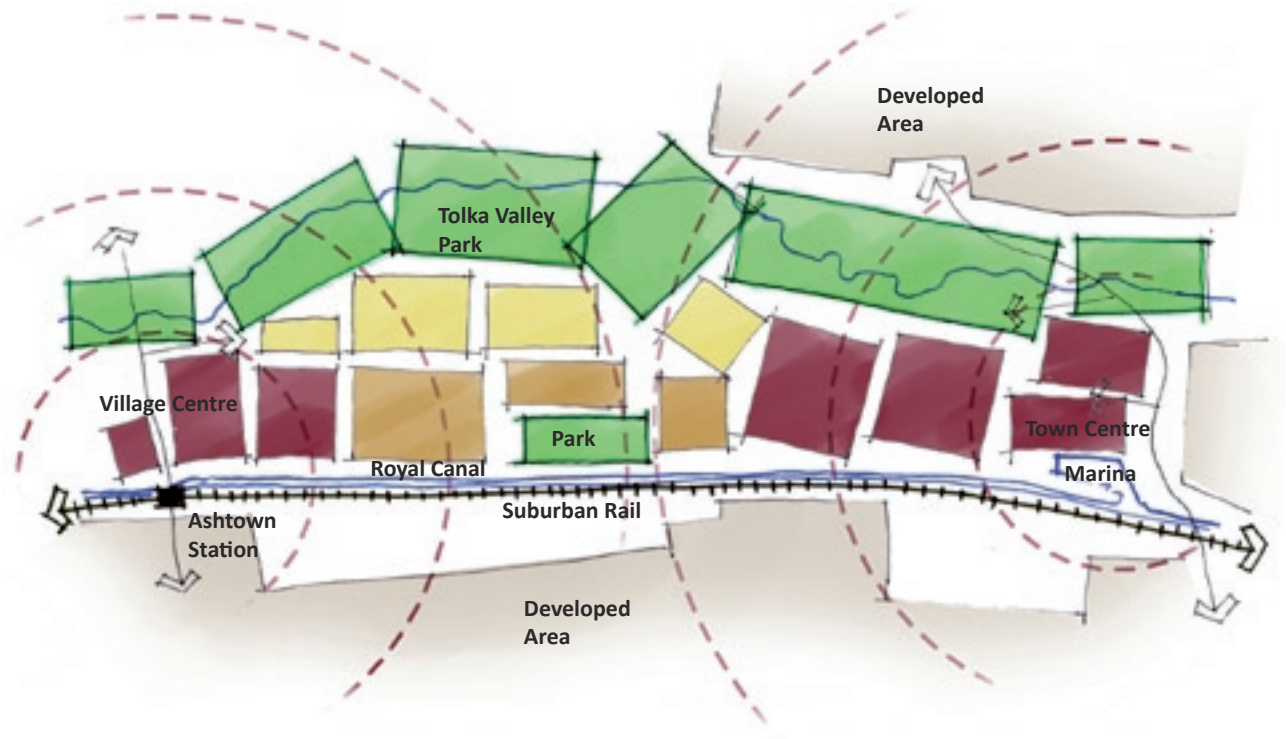 Developed
Area
Tolka Valley
Park
Village Centre
Park
Town Centre
Royal Canal
Marina
Suburban Rail
Ashtown
Station
Developed
Area